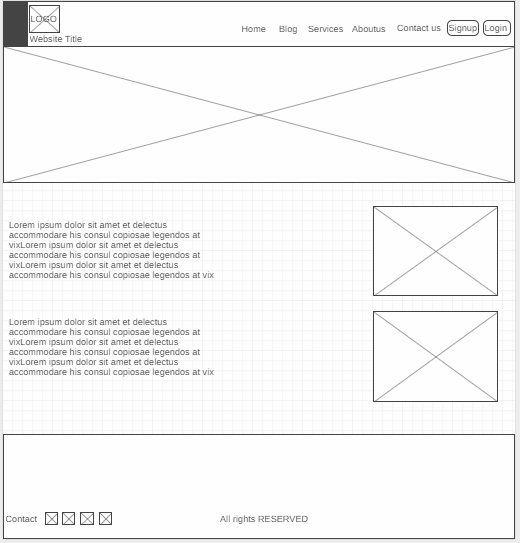 LOGO
Website Title
Home Blog Services Aboutus Contact us Signup Login
Lorem ipsum dolor sit amet et delectus
accommodare his consul copiosae legendos at
vixLorem ipsum dolor sit amet et delectus
accommodare his consul copiosae legendos at
vixLorem ipsum dolor sit amet et delectus
accommodare his consul copiosae legendos at vix
Lorem ipsum dolor sit amet et delectus
accommodare his consul copiosae legendos at
vixLorem ipsum dolor sit amet et delectus
accommodare his consul copiosae legendos at
vixLorem ipsum dolor sit amet et delectus
accommodare his consul copiosae legendos at vix
Contact
All rights RESERVED